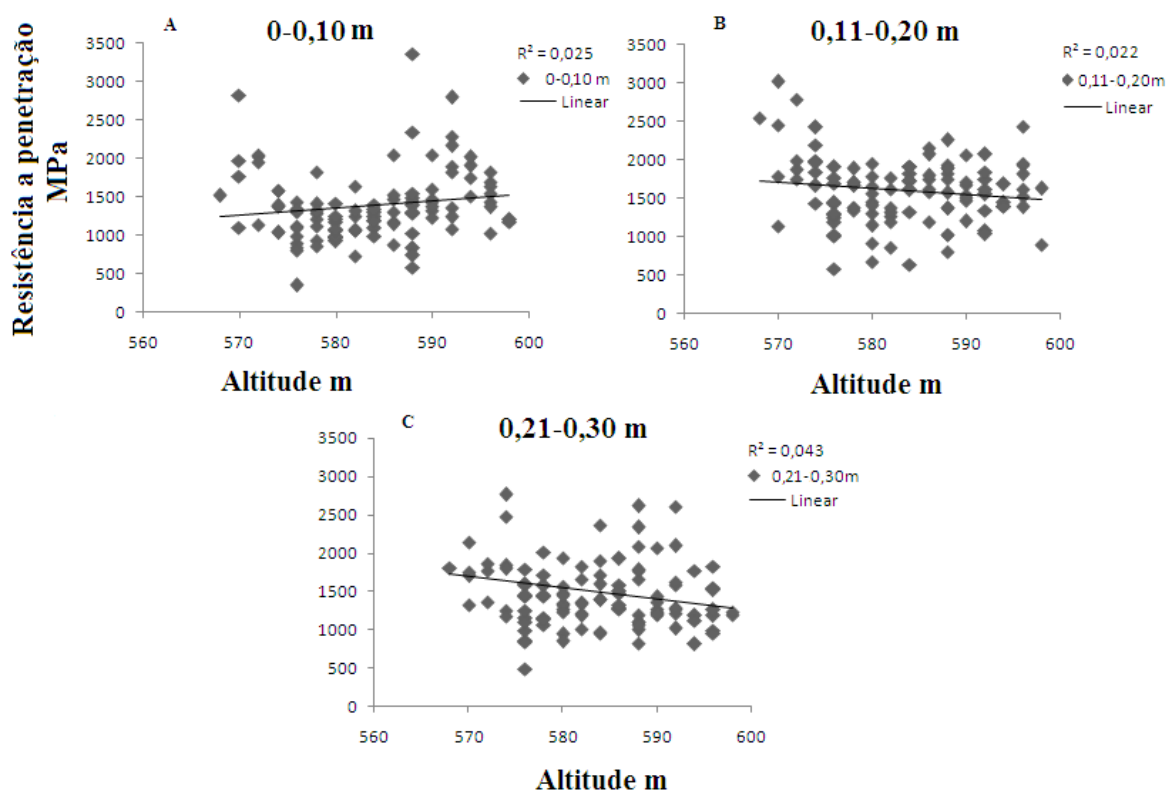 A
0-0,10 m
R² = 0,025
0-0,10 m
Linear
3500
3000
2500
2000
1500
1000
500
0
560
570
580
590
600
Resistência a penetração
MPa
Altitude m
B
0,11-0,20 m
R² = 0,022
0,11-0,20m
Linear
3500
3000
2500
2000
1500
1000
500
0
560
570
580
590
600
Altitude m
C
0,21-0,30 m
R² = 0,043
0,21-0,30m
Linear
3500
3000
2500
2000
1500
1000
500
0
560
570
580
590
600
Altitude m